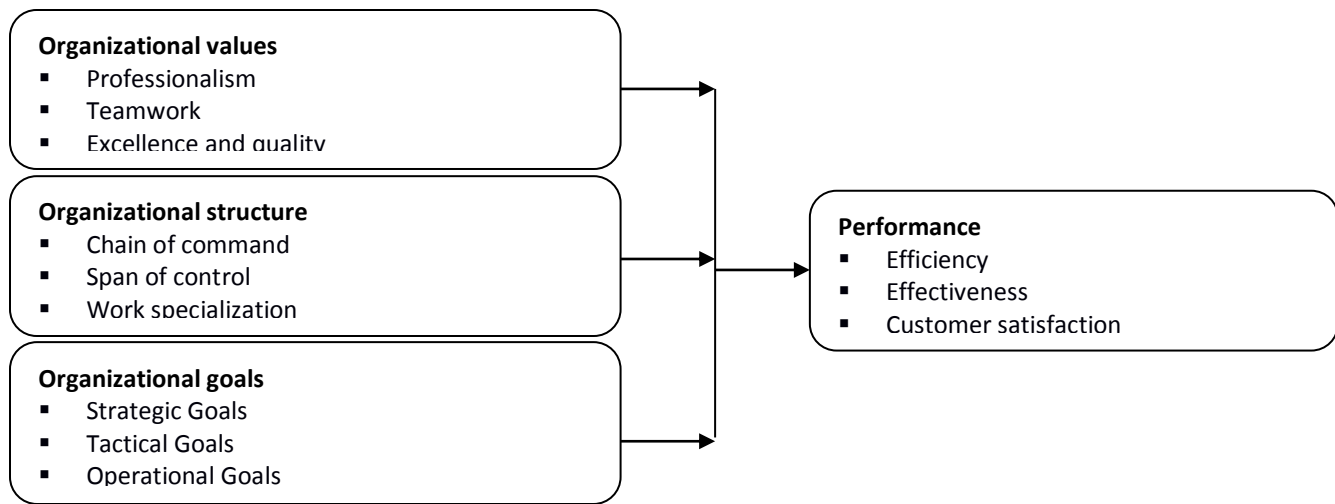 Organizational values
▪ Professionalism
▪ Teamwork
▪ Excellence and quality
Organizational structure
▪ Chain of command
▪ Span of control
▪ Work specialization
Organizational goals
▪ Strategic Goals
▪ Tactical Goals
▪ Operational Goals
Performance
▪ Efficiency
▪ Effectiveness
▪ Customer satisfaction